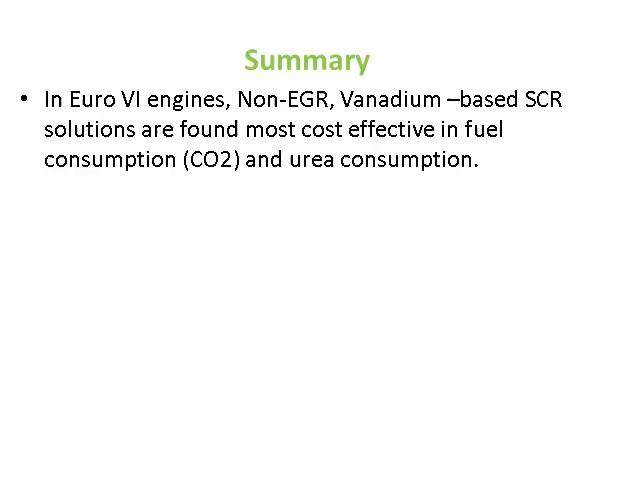 Summary
• In Euro VI engines, Non-EGR, Vanadium –based SCR
solutions are found most cost effective in fuel
consumption (CO2) and urea consumption.